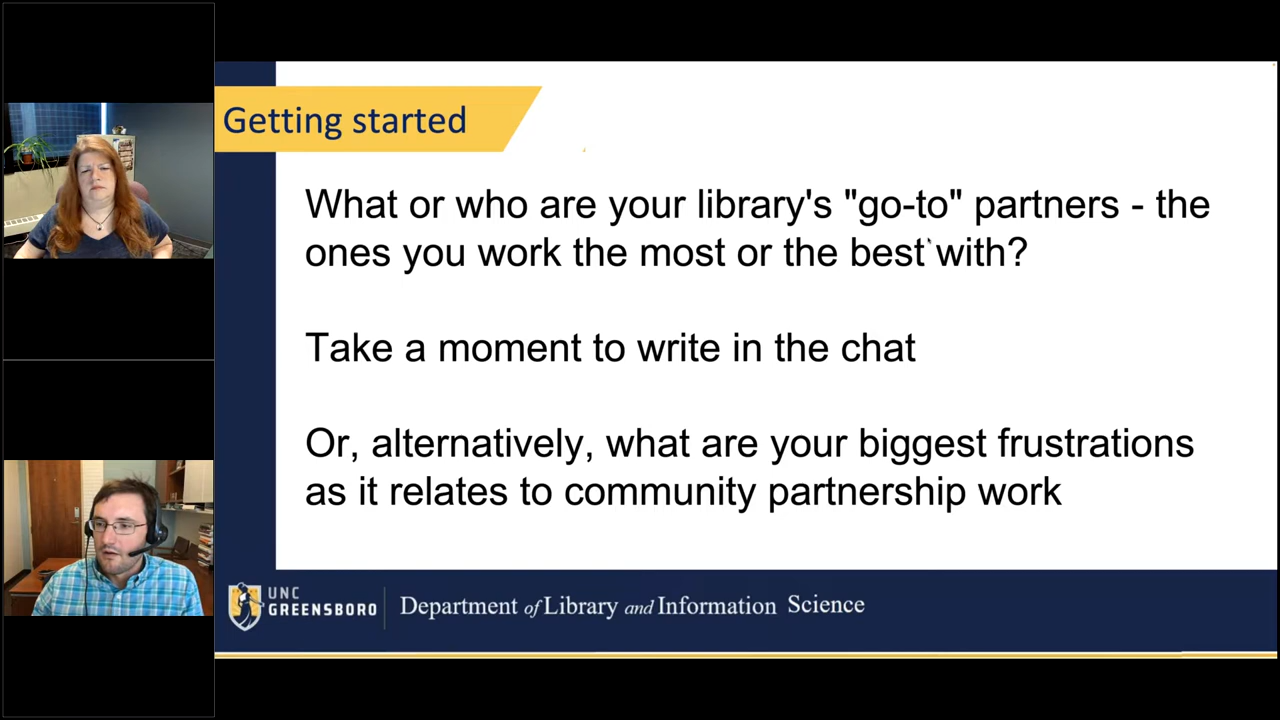 Getting started
What or who are your library's "go-to" partners - the
ones you work the most or the best with?
Take a moment to write in the chat
Or, alternatively, what are your biggest frustrations
as it relates to community partnership work
UNC
GREENSBORO
Department of Library and Information Science